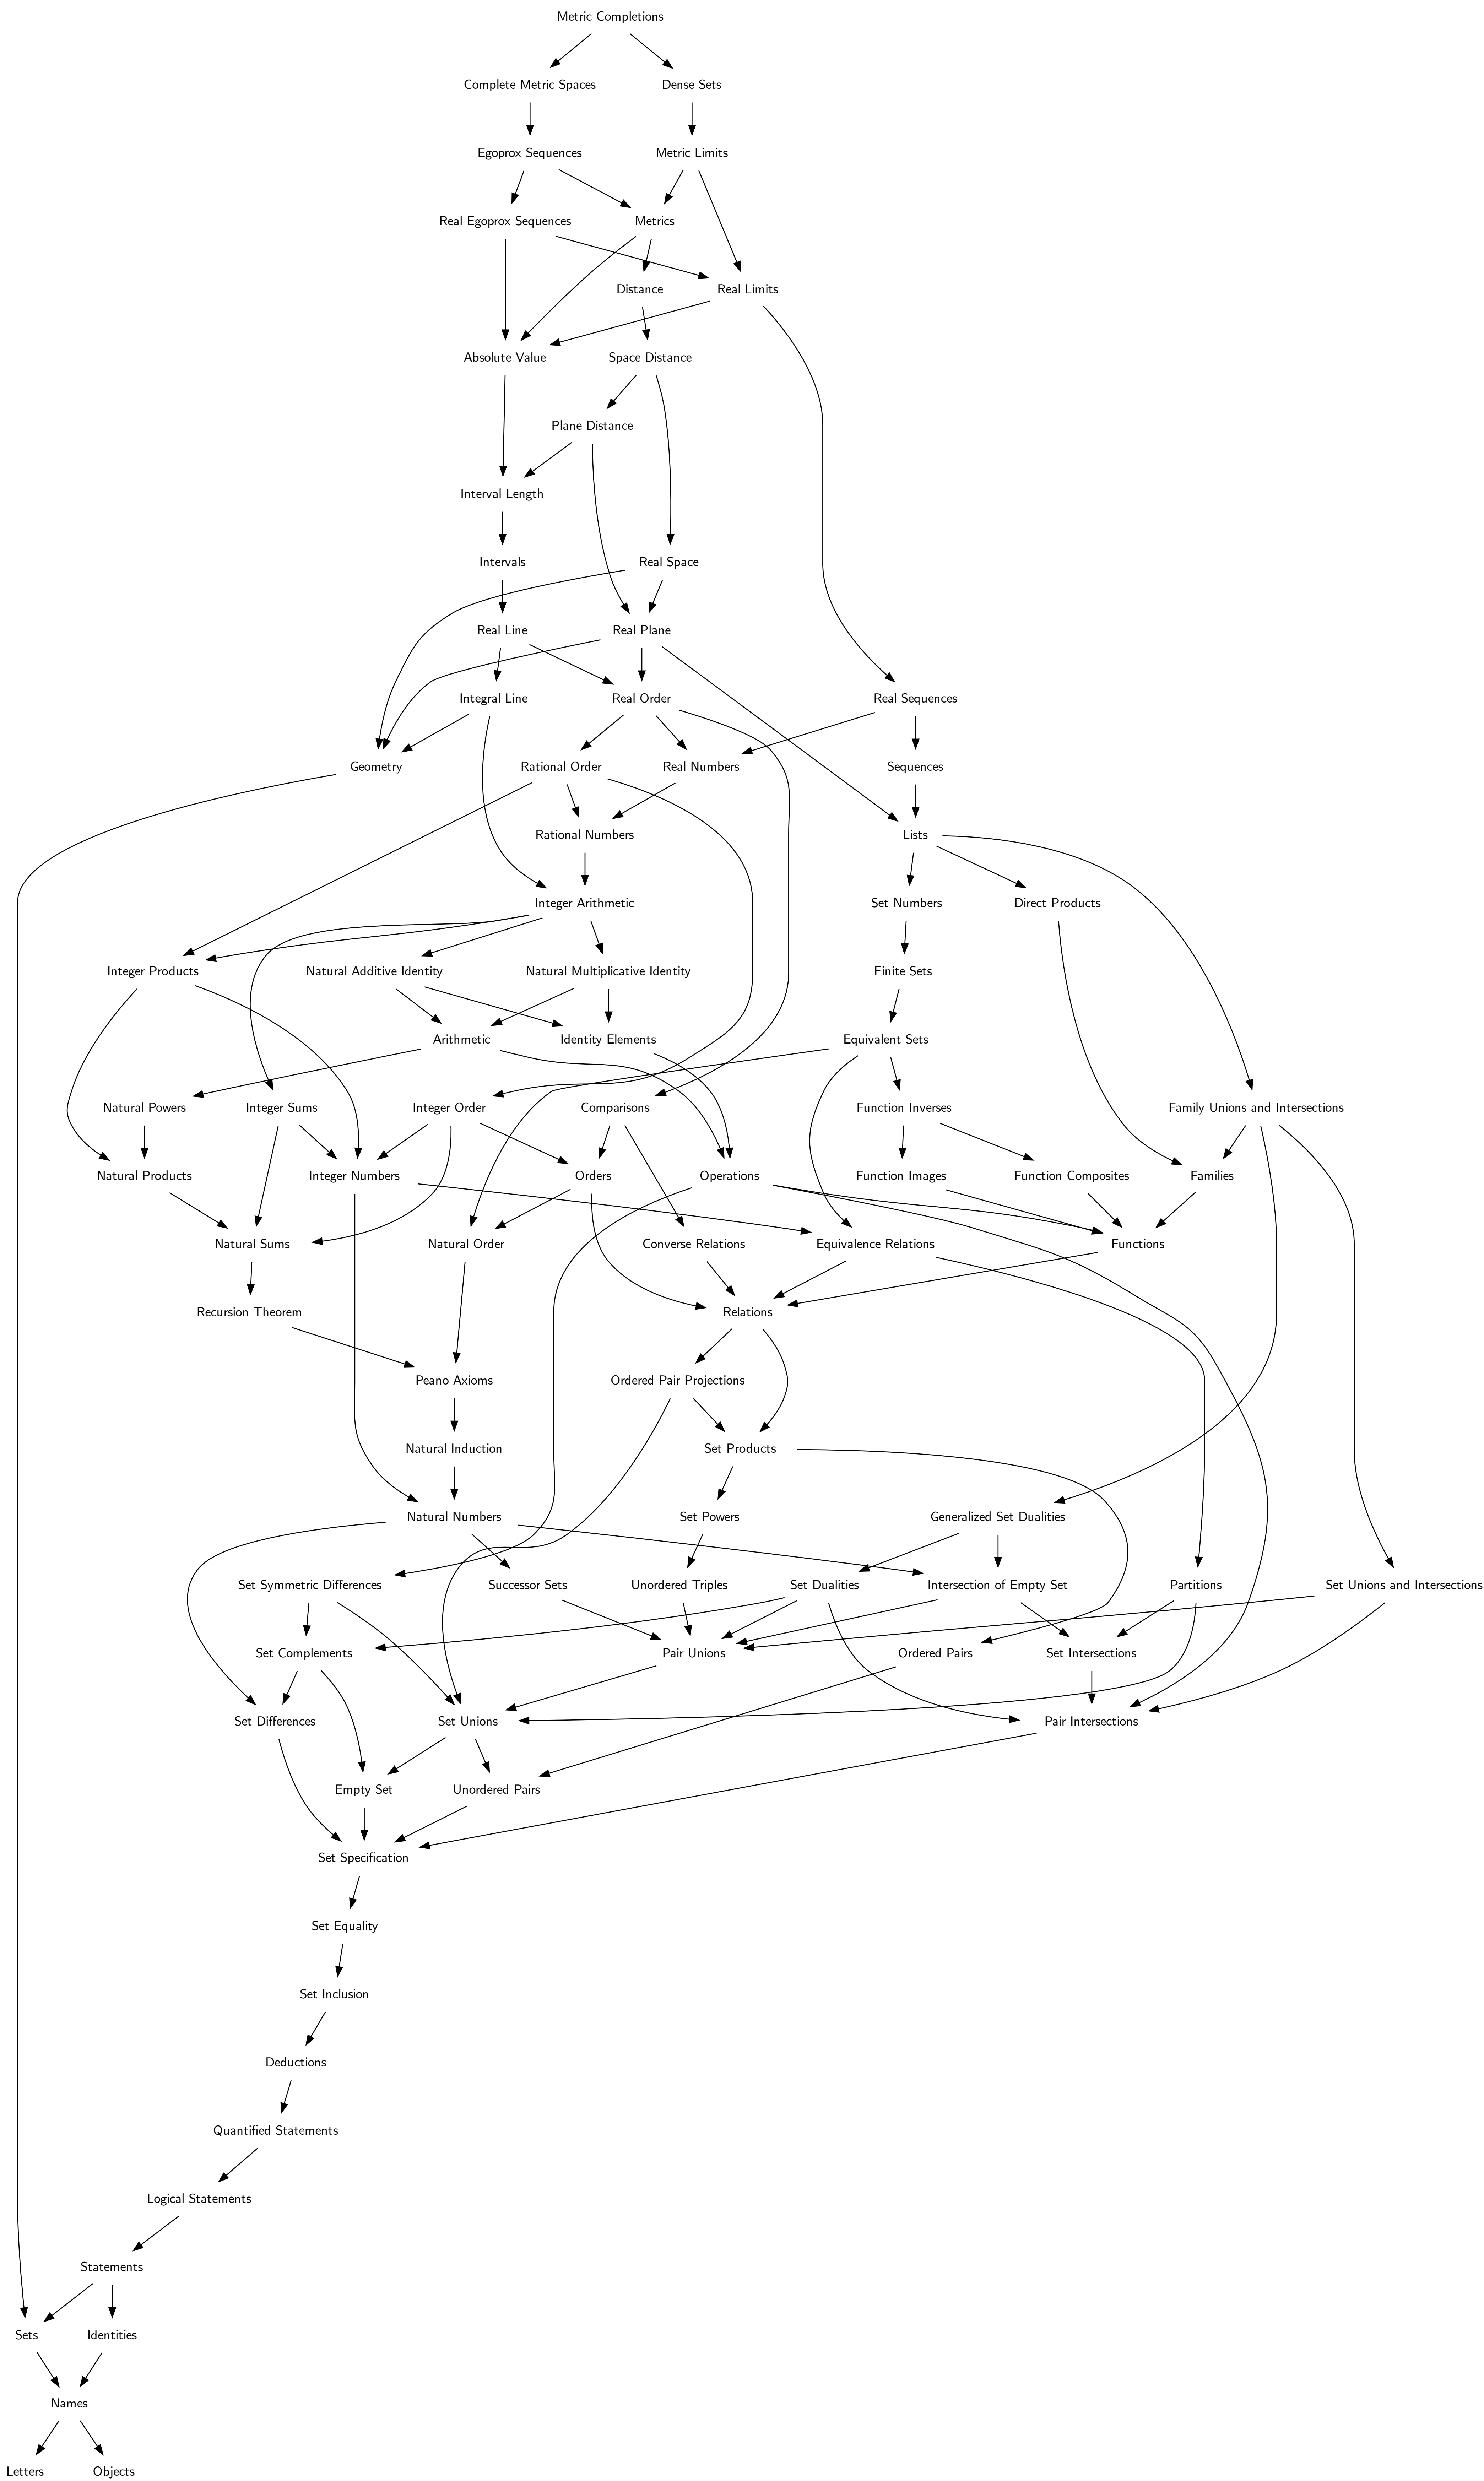 Metric Completions
Complete Metric Spaces
Dense Sets
Egoprox Sequences
Metric Limits
Real Egoprox Sequences
Metrics
Distance
Real Limits
Absolute Value
Space Distance
Plane Distance
Interval Length
Intervals
Real Space
Real Line
Real Plane
Integral Line
Real Order
Real Sequences
Geometry
Rational Order
Real Numbers
Sequences
Rational Numbers
Lists
Integer Arithmetic
Set Numbers
Direct Products
Integer Products
Natural Additive Identity
Natural Multiplicative Identity
Finite Sets
Arithmetic
Identity Elements
Equivalent Sets
Natural Powers
Integer Sums
Integer Order
Comparisons
Function Inverses
Family Unions and Intersections
Natural Products
Integer Numbers
Orders
Operations
Function Images
Function Composites
Families
Natural Sums
Natural Order
Converse Relations
Equivalence Relations
Functions
Recursion Theorem
Relations
Peano Axioms
Ordered Pair Projections
Natural Induction
Set Products
Natural Numbers
Set Powers
Generalized Set Dualities
Set Symmetric Differences
Successor Sets
Unordered Triples
Set Dualities
Intersection of Empty Set
Partitions
Set Unions and Intersections
Set Complements
Pair Unions
Ordered Pairs
Set Intersections
Set Differences
Set Unions
Pair Intersections
Empty Set
Unordered Pairs
Set Specification
Set Equality
Set Inclusion
Deductions
Quantified Statements
Logical Statements
Statements
Sets
Identities
Names
Letters
Objects